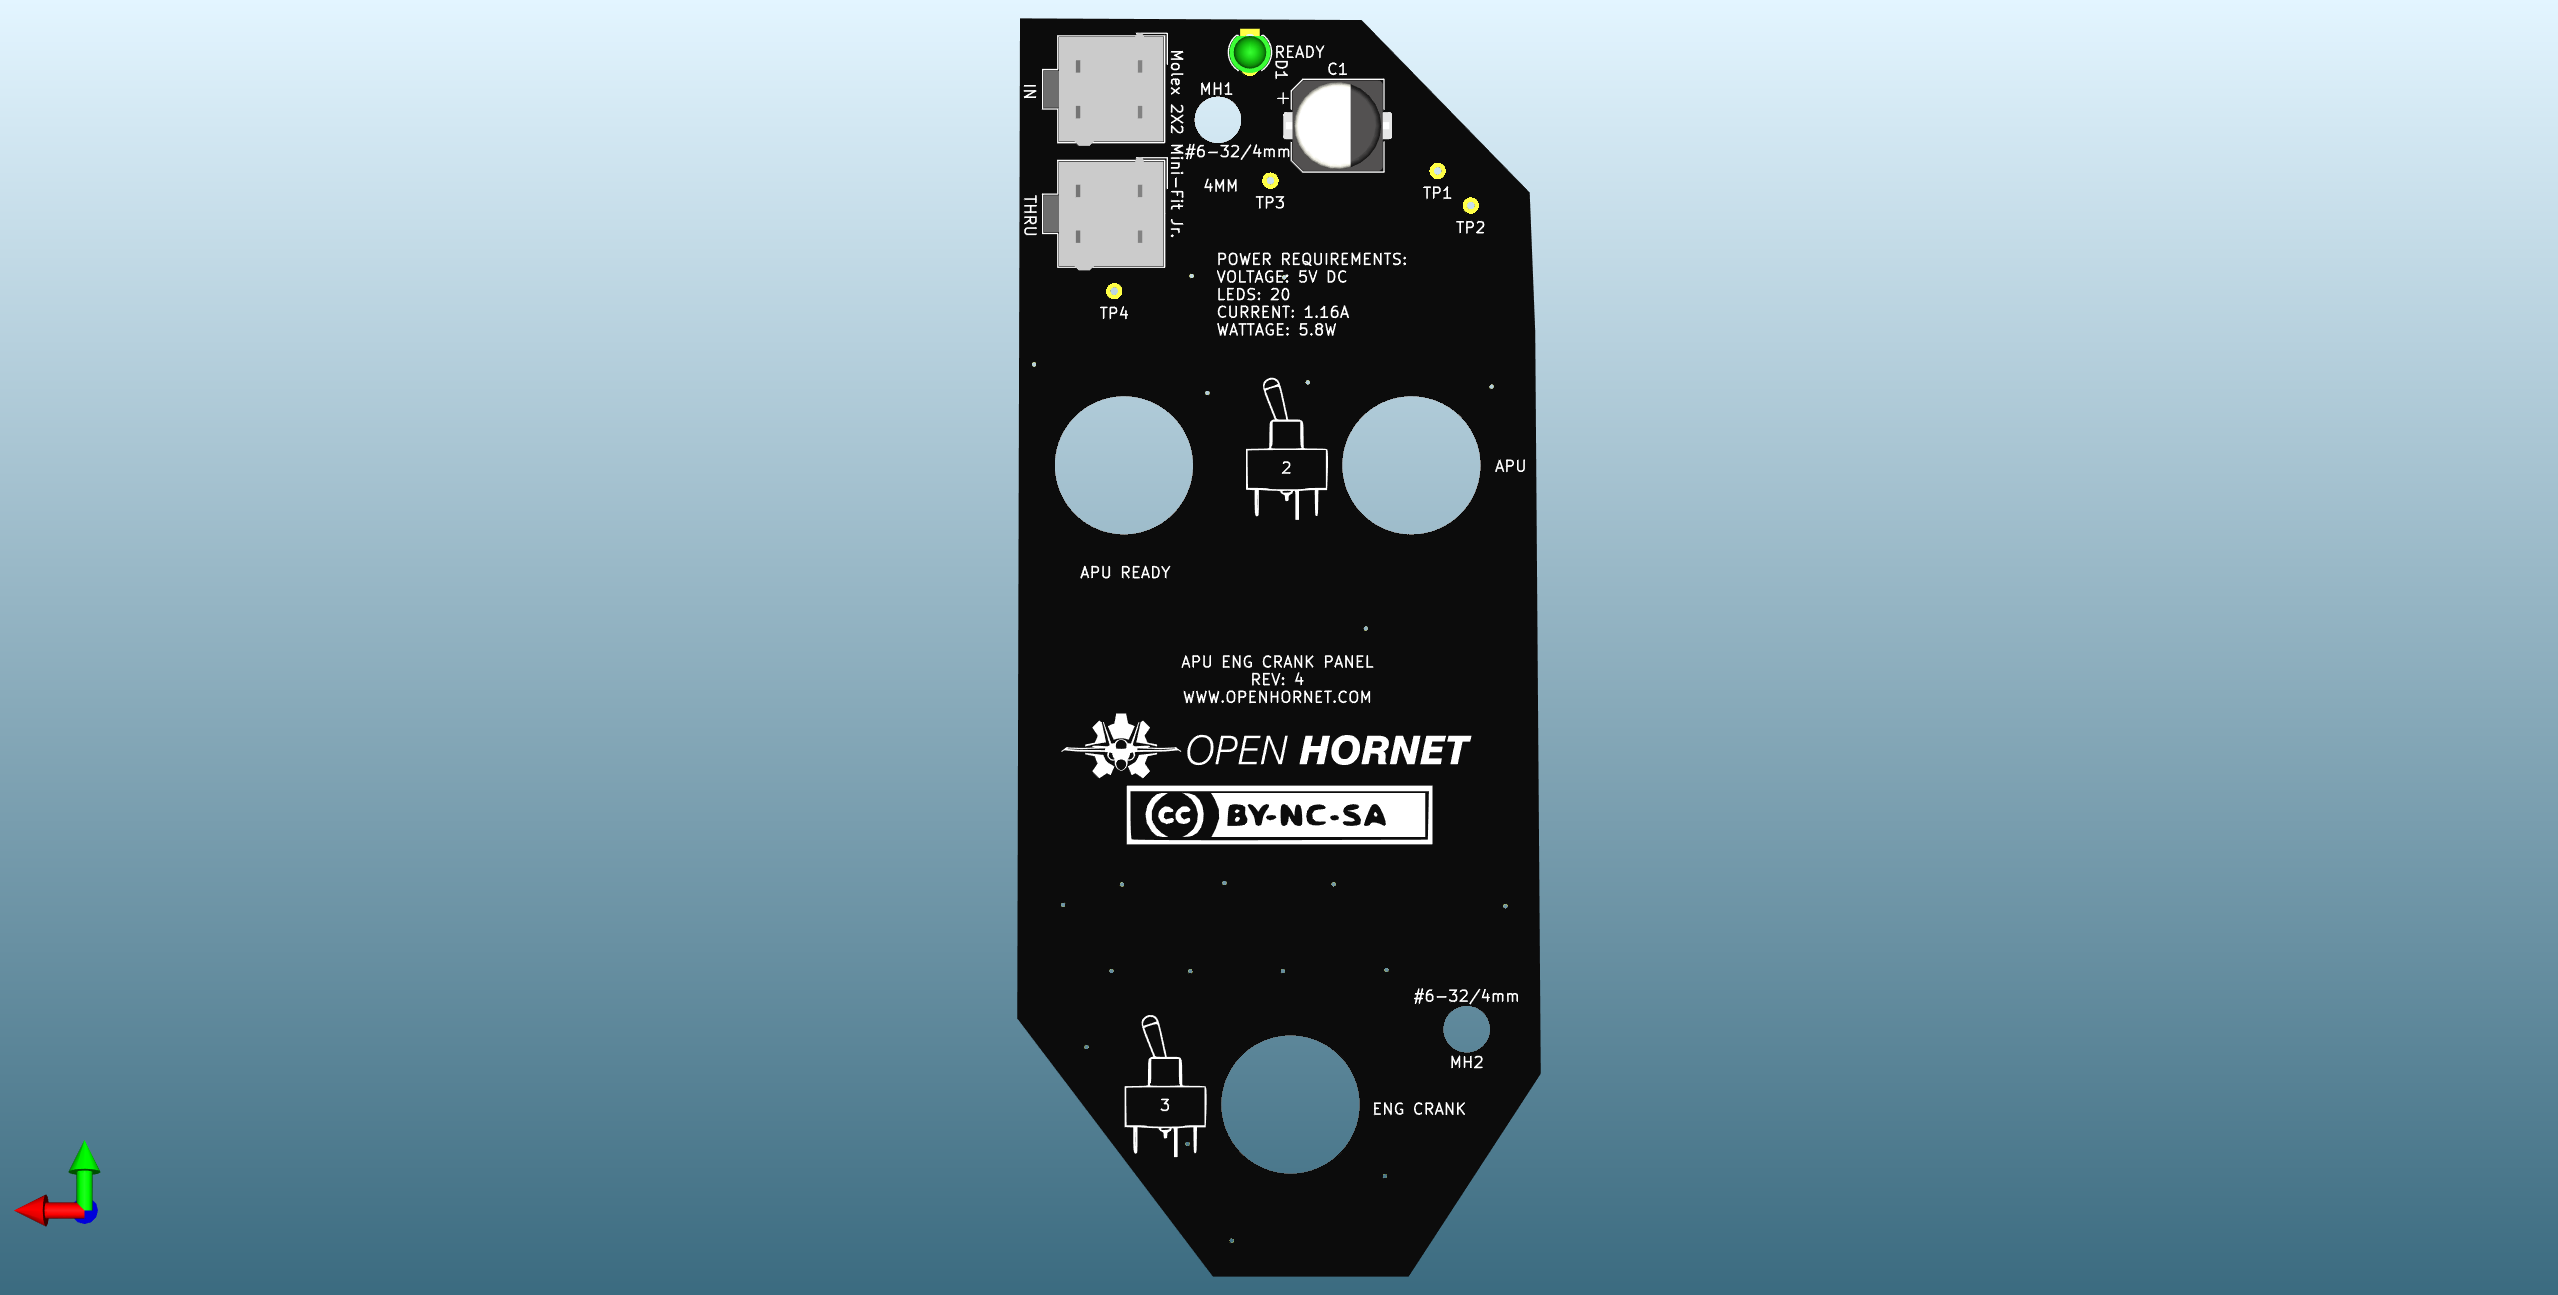 READY
D1
C1
+
MH1
#6-32/4mm
4MM
IN
THRU
Molex 2X2 Mini-Fit Jr.
TP3
TP1
TP2
TP4
POWER REQUIREMENTS:
VOLTAGE: 5V DC
LEDS: 20
CURRENT: 1.16A
WATTAGE: 5.8W
2
APU
APU READY
APU ENG CRANK PANEL
REV: 4
WWW.OPENHORNET.COM
OPEN HORNET
cc BY-NC-SA
#6-32/4mm
MH2
3
ENG CRANK